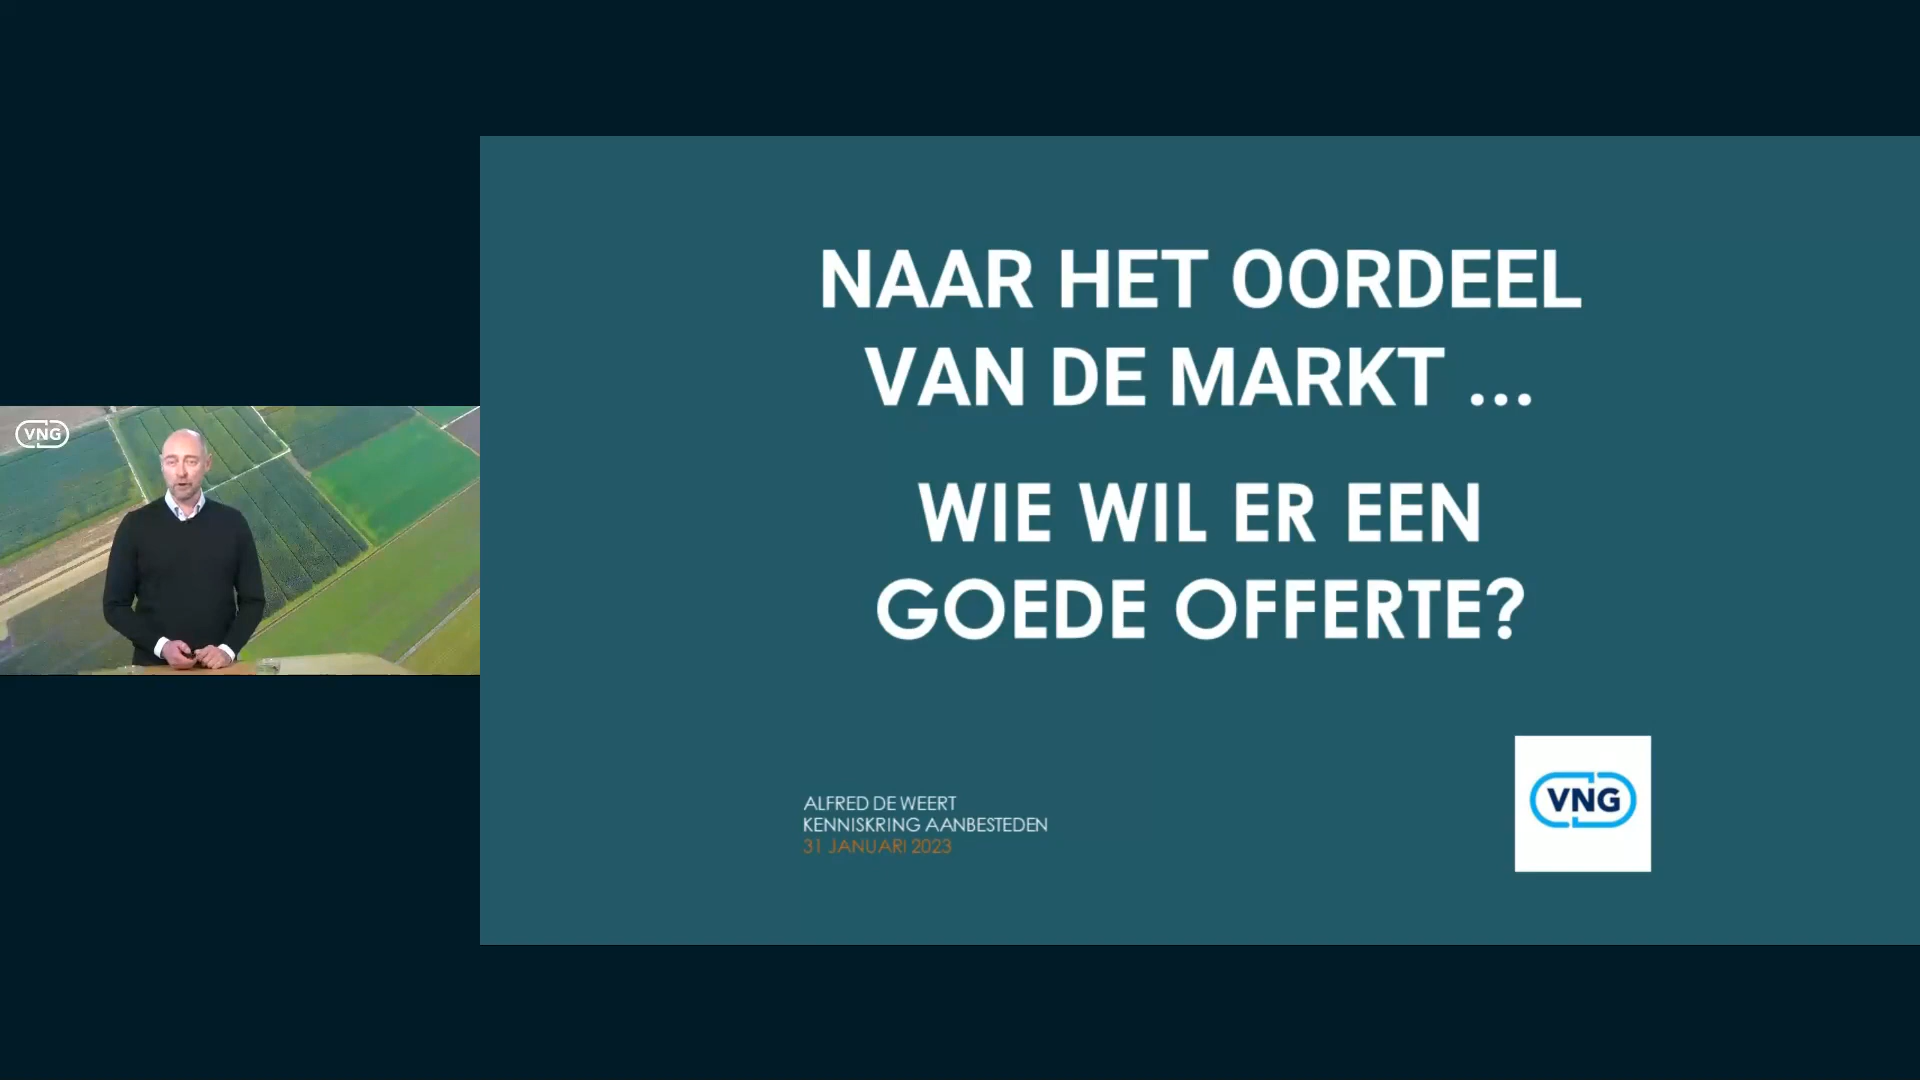 VNG
NAAR HET OORDEEL
VAN DE MARKT ...
WIE WIL ER EEN
GOEDE OFFERTE?
ALFRED DE WEERT
KENNISKRING AANBESTEDEN
31 JANUARI 2023
VNG